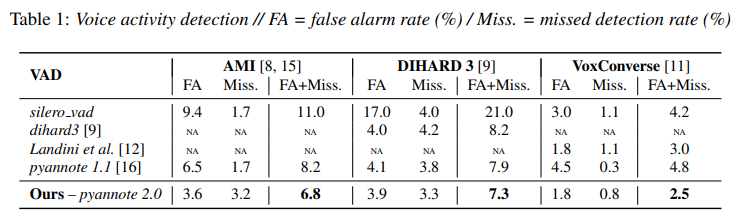 Table 1: Voice activity detection // FA = false alarm rate (%) / Miss. = missed detection rate (%)
VAD AMI [8, 15] DIHARD 3 [9] VoxConverse [11]
FA Miss. FA+Miss. FA Miss. FA+Miss. FA Miss. FA+Miss.
silero_vad 9.4 1.7 11.0 17.0 4.0 21.0 3.0 1.1 4.2
dihard3 [9] NA NA NA 4.0 4.2 8.2 NA NA NA
Landini et al. [12] NA NA NA NA NA NA 1.8 1.1 3.0
pyannote 1.1 [16] 6.5 1.7 8.2 4.1 3.8 7.9 4.5 0.3 4.8
Ours – pyannote 2.0 3.6 3.2 6.8 3.9 3.3 7.3 1.8 0.8 2.5